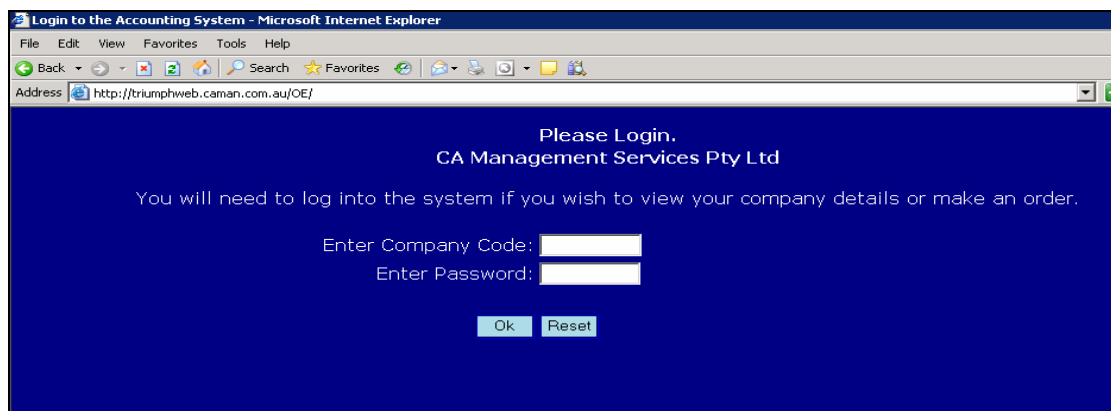 Login to the Accounting System - Microsoft Internet Explorer
File Edit View Favorites Tools Help
Back Search Favorites
Address http://triumphweb.caman.com.au/OE/
Please Login.
CA Management Services Pty Ltd
You will need to log into the system if you wish to view your company details or make an order.
Enter Company Code:
Enter Password:
Ok Reset